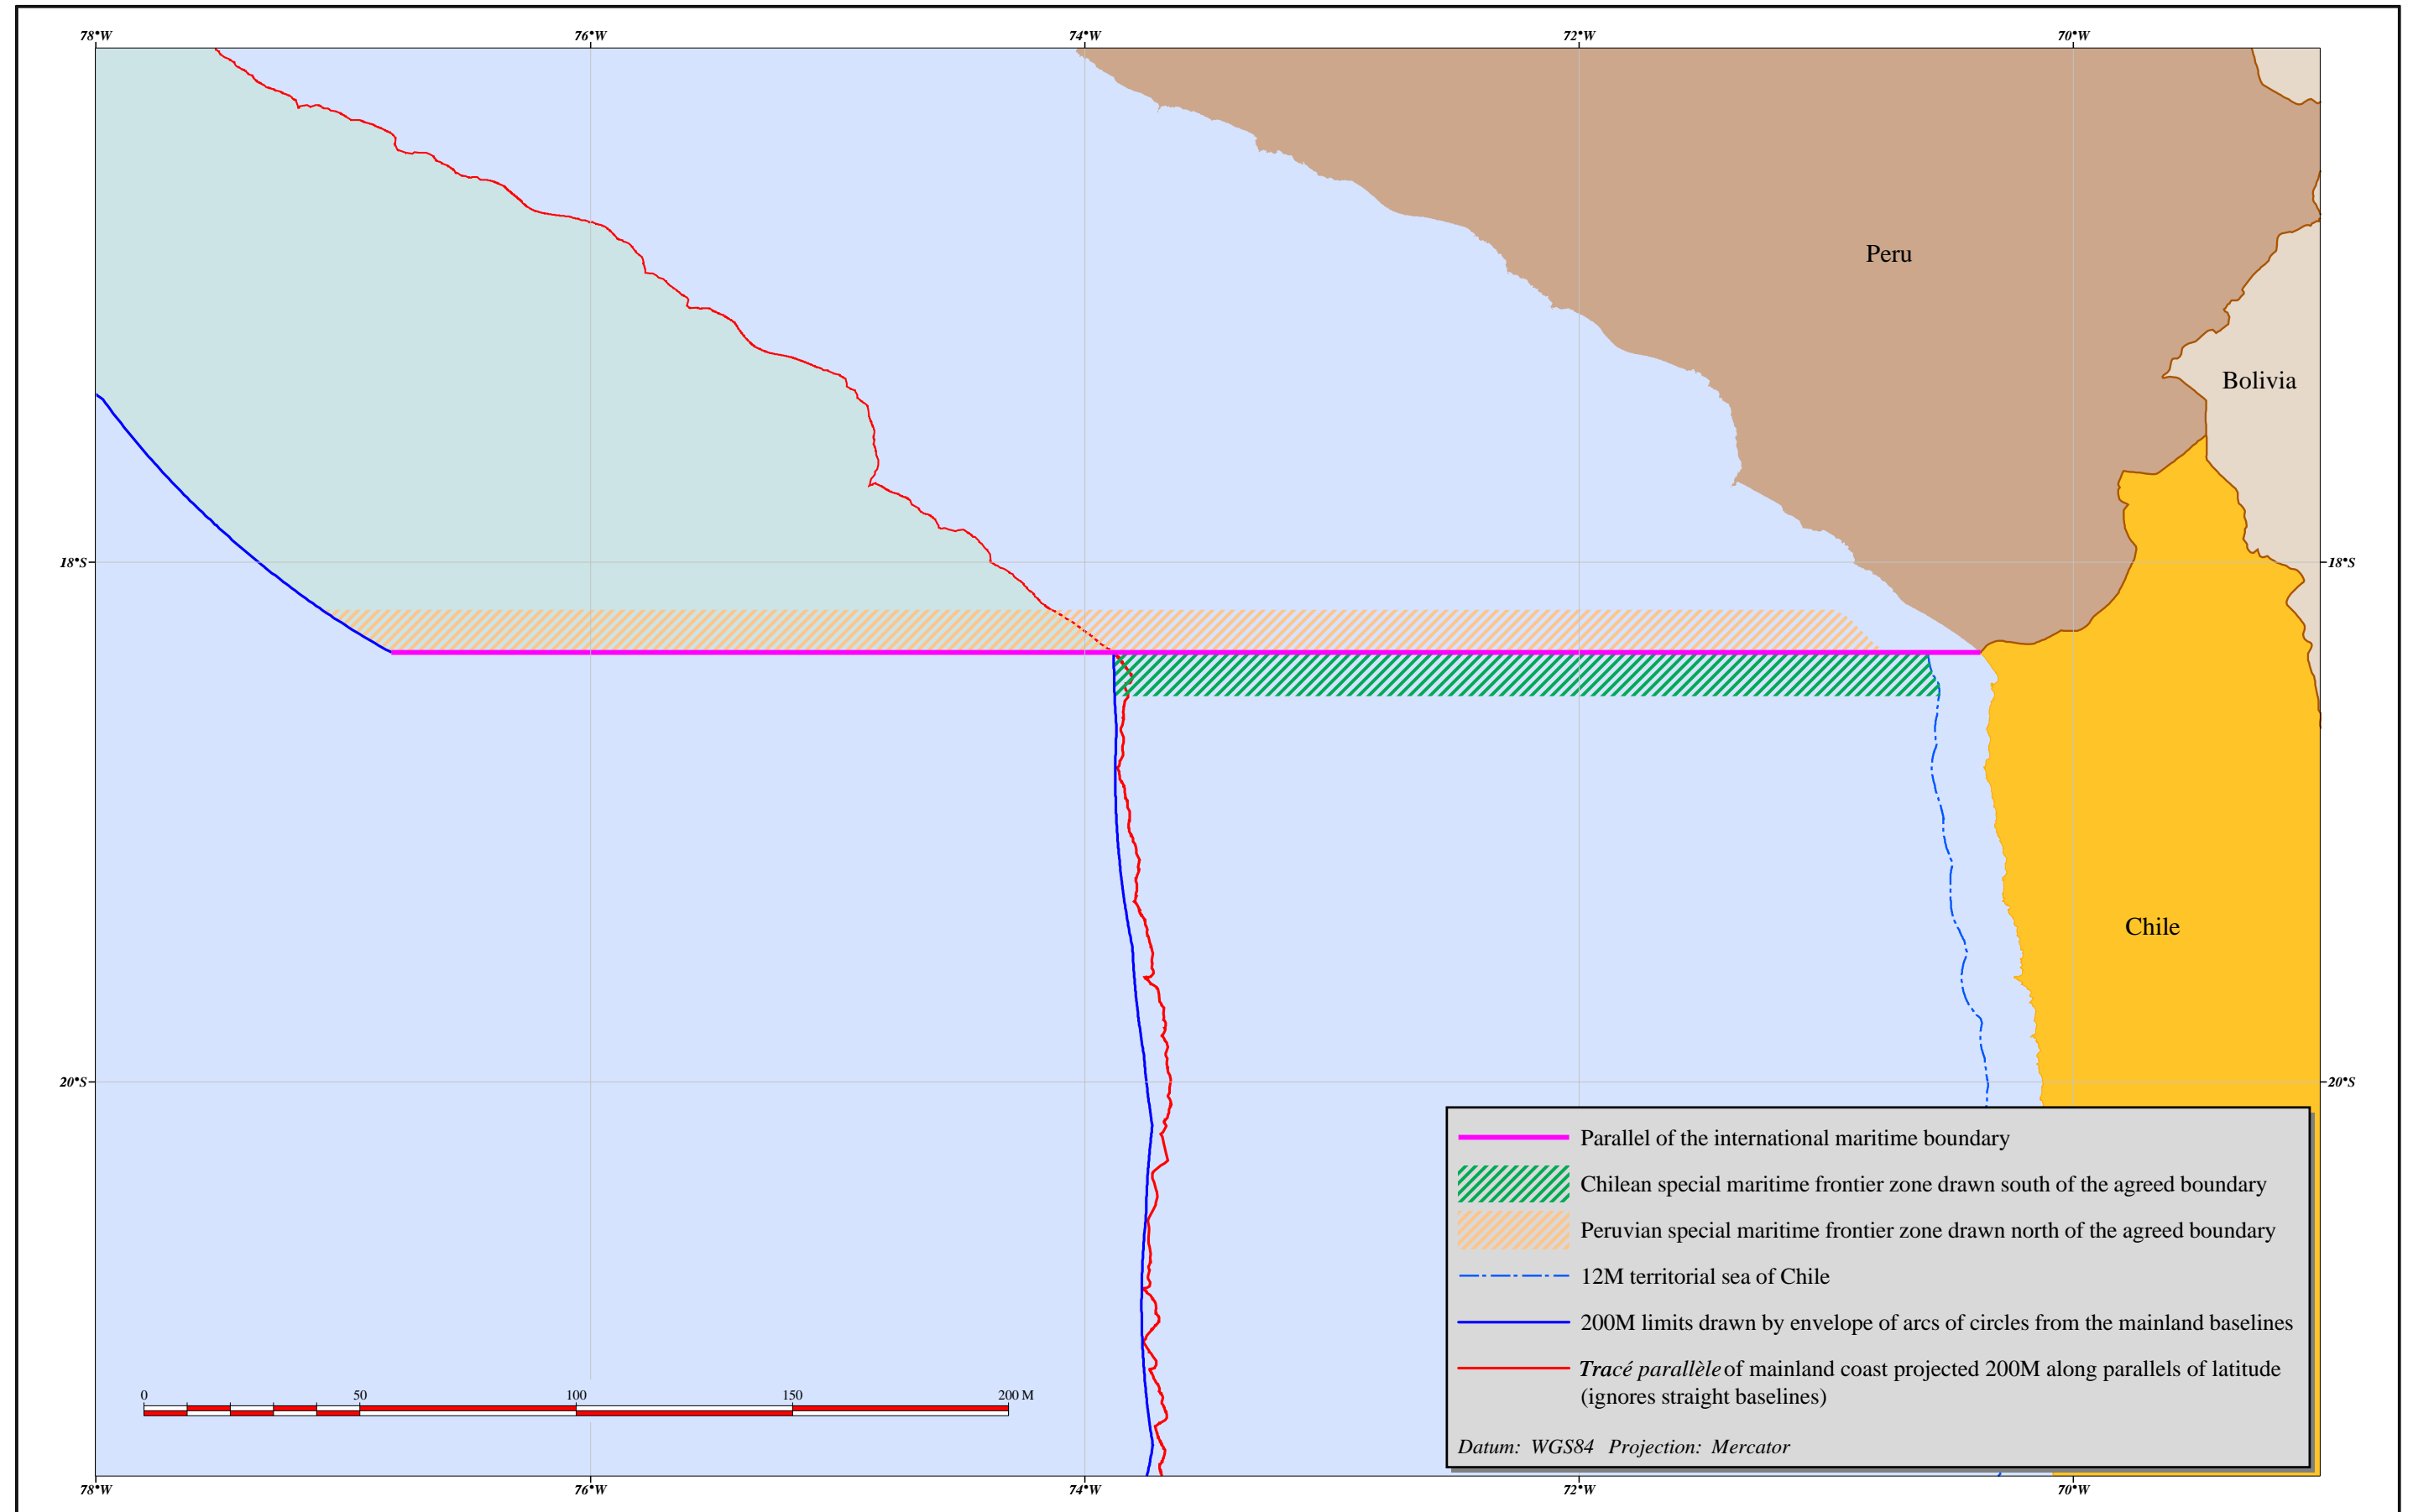 78°W 76°W 74°W 72°W 70°W
Peru
Bolivia
18°S 18°S
Chile
20°S 20°S
Parallel of the international maritime boundary
Chilean special maritime frontier zone drawn south of the agreed boundary
Peruvian special maritime frontier zone drawn north of the agreed boundary
12M territorial sea of Chile
200M limits drawn by envelope of arcs of circles from the mainland baselines
Tracé parallèle of mainland coast projected 200M along parallels of latitude
(ignores straight baselines)
Datum: WGS84 Projection: Mercator
0 50 100 150 200 M
78°W 76°W 74°W 72°W 70°W